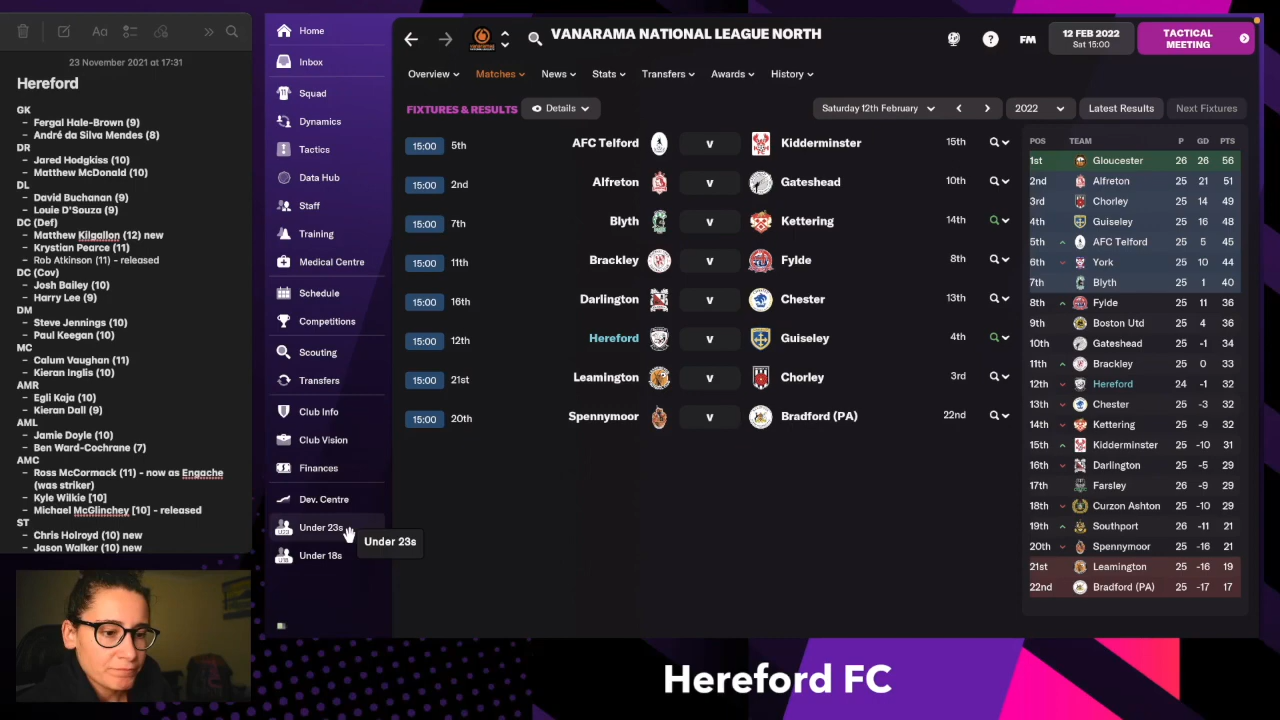 23 November 2021 at 17:31
Hereford
GK
– Fergal Hale-Brown (9)
– André da Silva Mendes (8)
DR
– Jared Hodgkiss (10)
– Matthew McDonald (10)
DL
– David Buchanan (9)
– Louie D'Souza (9)
DC (Def)
– Matthew Kilgallon (12) new
– Krystian Pearce (11)
– Rob Atkinson (11) - released
DC (Cov)
– Josh Bailey (10)
– Harry Lee (9)
DM
– Steve Jennings (10)
– Paul Keegan (10)
MC
– Calum Vaughan (11)
– Kieran Inglis (10)
AMR
– Egli Kaja (10)
– Kieran Dall (9)
AML
– Jamie Doyle (10)
– Ben Ward-Cochrane (7)
AMC
– Ross McCormack (11) - now as Engache
(was striker)
– Kyle Wilkie [10]
– Michael McGlinchey [10] - released
ST
– Chris Holroyd (10) new
– Jason Walker (10) new
Home
Inbox
Squad
Dynamics
Tactics
Data Hub
Staff
Training
Medical Centre
Schedule
Competitions
Scouting
Transfers
Club Info
Club Vision
Finances
Dev. Centre
Under 23s
Under 23s
Under 18s
VANARAMA NATIONAL LEAGUE NORTH
FM
12 FEB 2022
Sat 15:00
TACTICAL
MEETING
Overview Matches News Stats Transfers Awards History
FIXTURES & RESULTS Details Saturday 12th February 2022 Latest Results Next Fixtures
15:00 5th AFC Telford v Kidderminster 15th
15:00 2nd Alfreton v Gateshead 10th
15:00 7th Blyth v Kettering 14th
15:00 11th Brackley v Fylde 8th
15:00 16th Darlington v Chester 13th
15:00 12th Hereford v Guiseley 4th
15:00 21st Leamington v Chorley 3rd
15:00 20th Spennymoor v Bradford (PA) 22nd
POS TEAM P GD PTS
1st Gloucester 26 26 56
2nd Alfreton 25 21 51
3rd Chorley 25 14 49
4th Guiseley 25 16 48
5th AFC Telford 25 5 45
6th York 25 10 44
7th Blyth 25 1 40
8th Fylde 25 11 36
9th Boston Utd 25 4 36
10th Gateshead 25 -1 34
11th Brackley 25 0 33
12th Hereford 24 -1 32
13th Chester 25 -3 32
14th Kettering 25 -9 32
15th Kidderminster 25 -10 31
16th Darlington 25 -5 29
17th Farsley 26 -9 29
18th Curzon Ashton 25 -10 29
19th Southport 26 -11 21
20th Spennymoor 25 -16 21
21st Leamington 25 -16 19
22nd Bradford (PA) 25 -17 17
Hereford FC